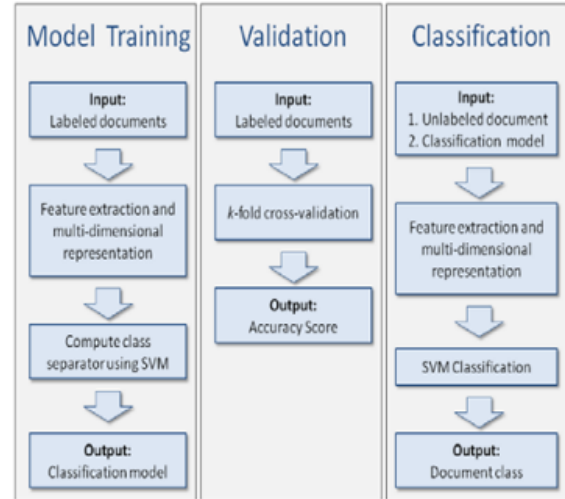 Model Training
Input:
Labeled documents
Feature extraction and
multi-dimensional
representation
Compute class
separator using SVM
Output:
Classification model
Validation
Input:
Labeled documents
k-fold cross-validation
Output:
Accuracy Score
Classification
Input:
1. Unlabeled document
2. Classification model
Feature extraction and
multi-dimensional
representation
SVM Classification
Output:
Document class